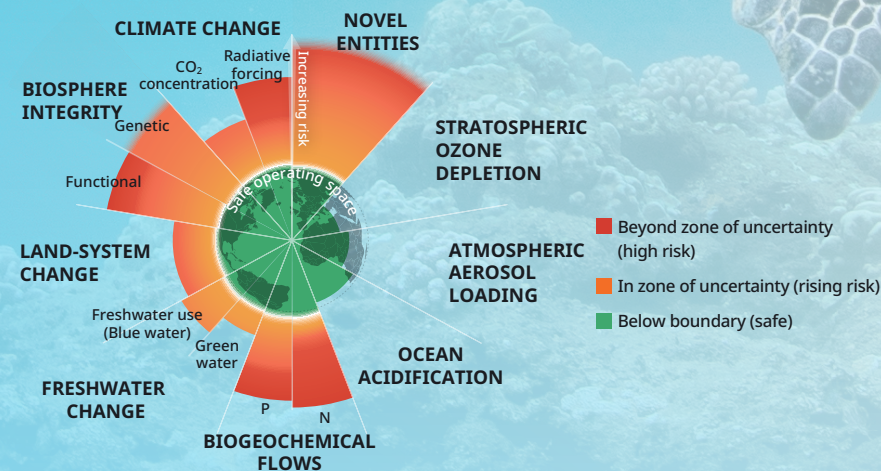 CLIMATE CHANGE
NOVEL
ENTITIES
Radiative
forcing
CO₂
concentration
Increasing risk
BIOSPHERE
INTEGRITY
Genetic
Functional
Safe operating space
STRATOSPHERIC
OZONE
DEPLETION
LAND-SYSTEM
CHANGE
ATMOSPHERIC
AEROSOL
LOADING
Beyond zone of uncertainty
(high risk)
In zone of uncertainty (rising risk)
Below boundary (safe)
Freshwater use
(Blue water)
Green
water
FRESHWATER
CHANGE
OCEAN
ACIDIFICATION
P
N
BIOGEOCHEMICAL
FLOWS